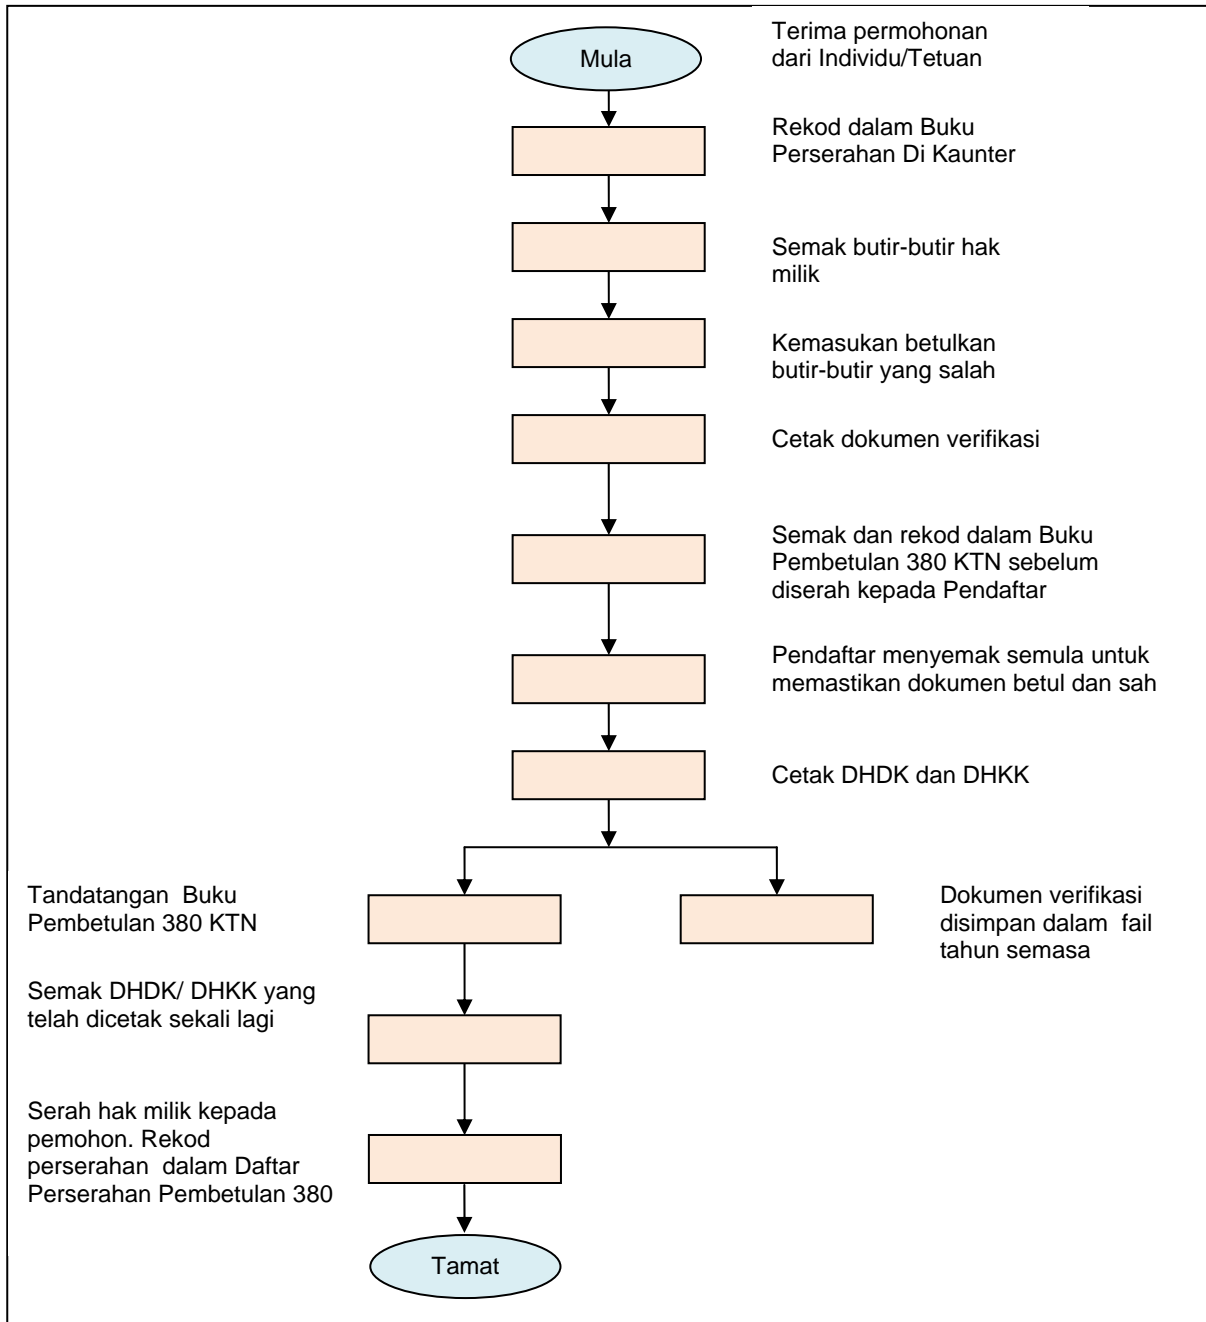 Mula
Terima permohonan
dari Individu/Tetuan
Rekod dalam Buku
Perserahan Di Kaunter
Semak butir-butir hak
milik
Kemasukan betulkan
butir-butir yang salah
Cetak dokumen verifikasi
Semak dan rekod dalam Buku
Pembetulan 380 KTN sebelum
diserah kepada Pendaftar
Pendaftar menyemak semula untuk
memastikan dokumen betul dan sah
Cetak DHDK dan DHKK
Tandatangan Buku
Pembetulan 380 KTN
Dokumen verifikasi
disimpan dalam fail
tahun semasa
Semak DHDK/ DHKK yang
telah dicetak sekali lagi
Serah hak milik kepada
pemohon. Rekod
perserahan dalam Daftar
Perserahan Pembetulan 380
Tamat